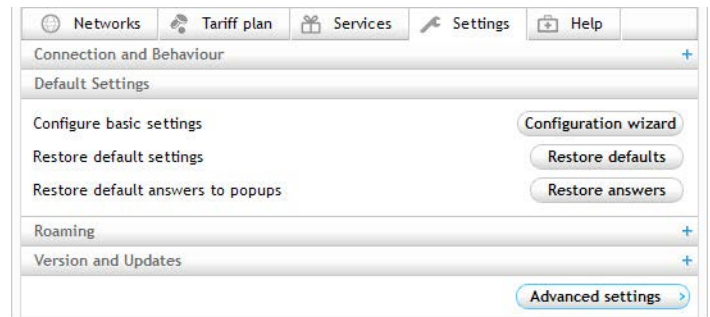 Networks Tariff plan Services Settings Help
Connection and Behaviour +
Default Settings
Configure basic settings Configuration wizard
Restore default settings Restore defaults
Restore default answers to popups Restore answers
Roaming +
Version and Updates +
Advanced settings >